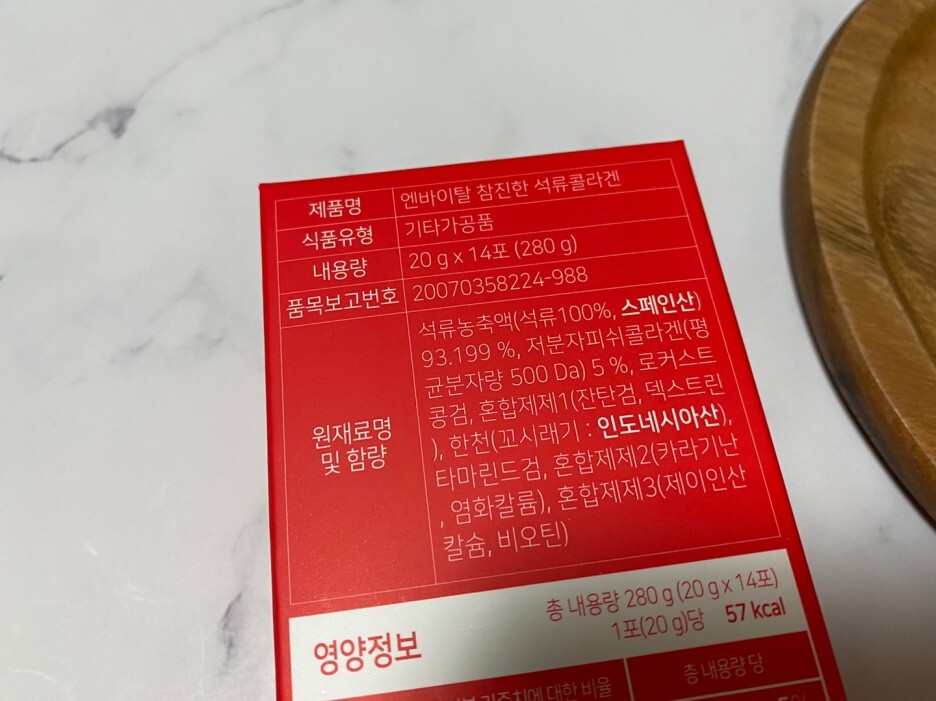 제품명 엔바이탈 참진한 석류콜라겐
식품유형 기타가공품
내용량 20 g x 14포 (280 g)
품목보고번호 20070358224-988
원재료명
및 함량
석류농축액(석류100%, 스페인산)
93.199 %, 저분자피쉬콜라겐(평
균분자량 500 Da) 5 %, 로커스트
콩검, 혼합제제1(잔탄검, 덱스트린
), 한천(꼬시래기 : 인도네시아산),
타마린드검, 혼합제제2(카라기난
, 염화칼륨), 혼합제제3(제이인산
칼슘, 비오틴)
영양정보
총 내용량 280 g (20 g x 14포)
1포(20 g)당 57 kcal
기준치에 대한 비율
총 내용량 당